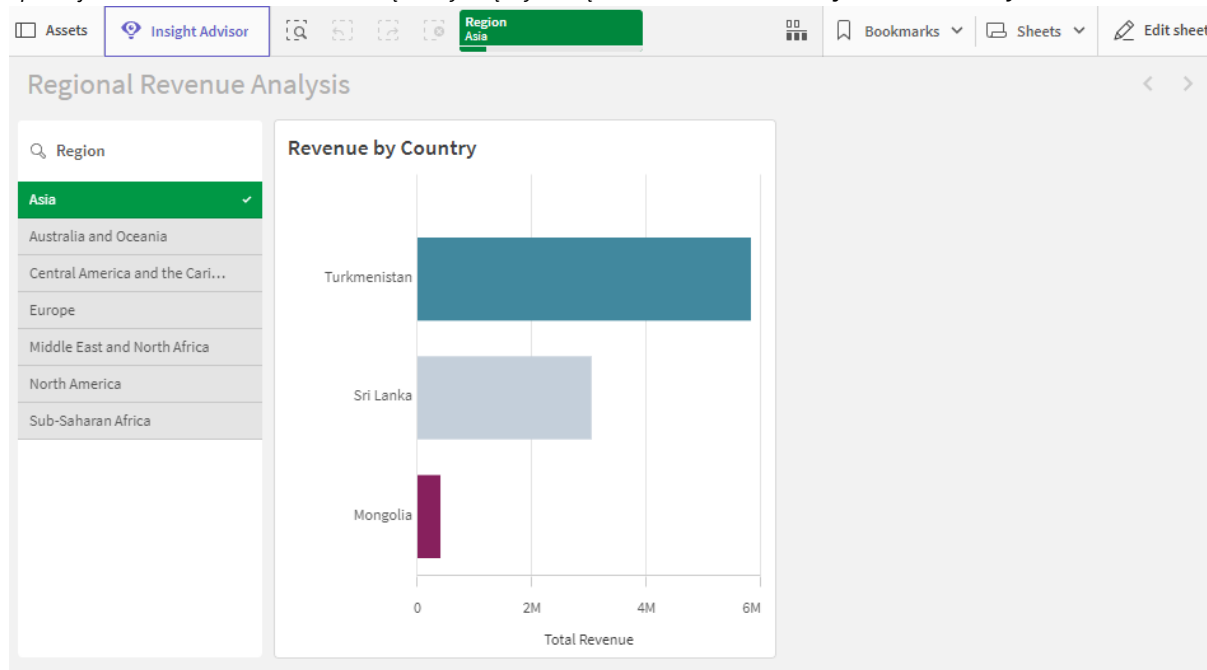 Assets
Insight Advisor
Region
Asia
Bookmarks
Sheets
Edit sheet
Regional Revenue Analysis
Region
Asia
Australia and Oceania
Central America and the Cari...
Europe
Middle East and North Africa
North America
Sub-Saharan Africa
Revenue by Country
Turkmenistan
Sri Lanka
Mongolia
0 2M 4M 6M
Total Revenue